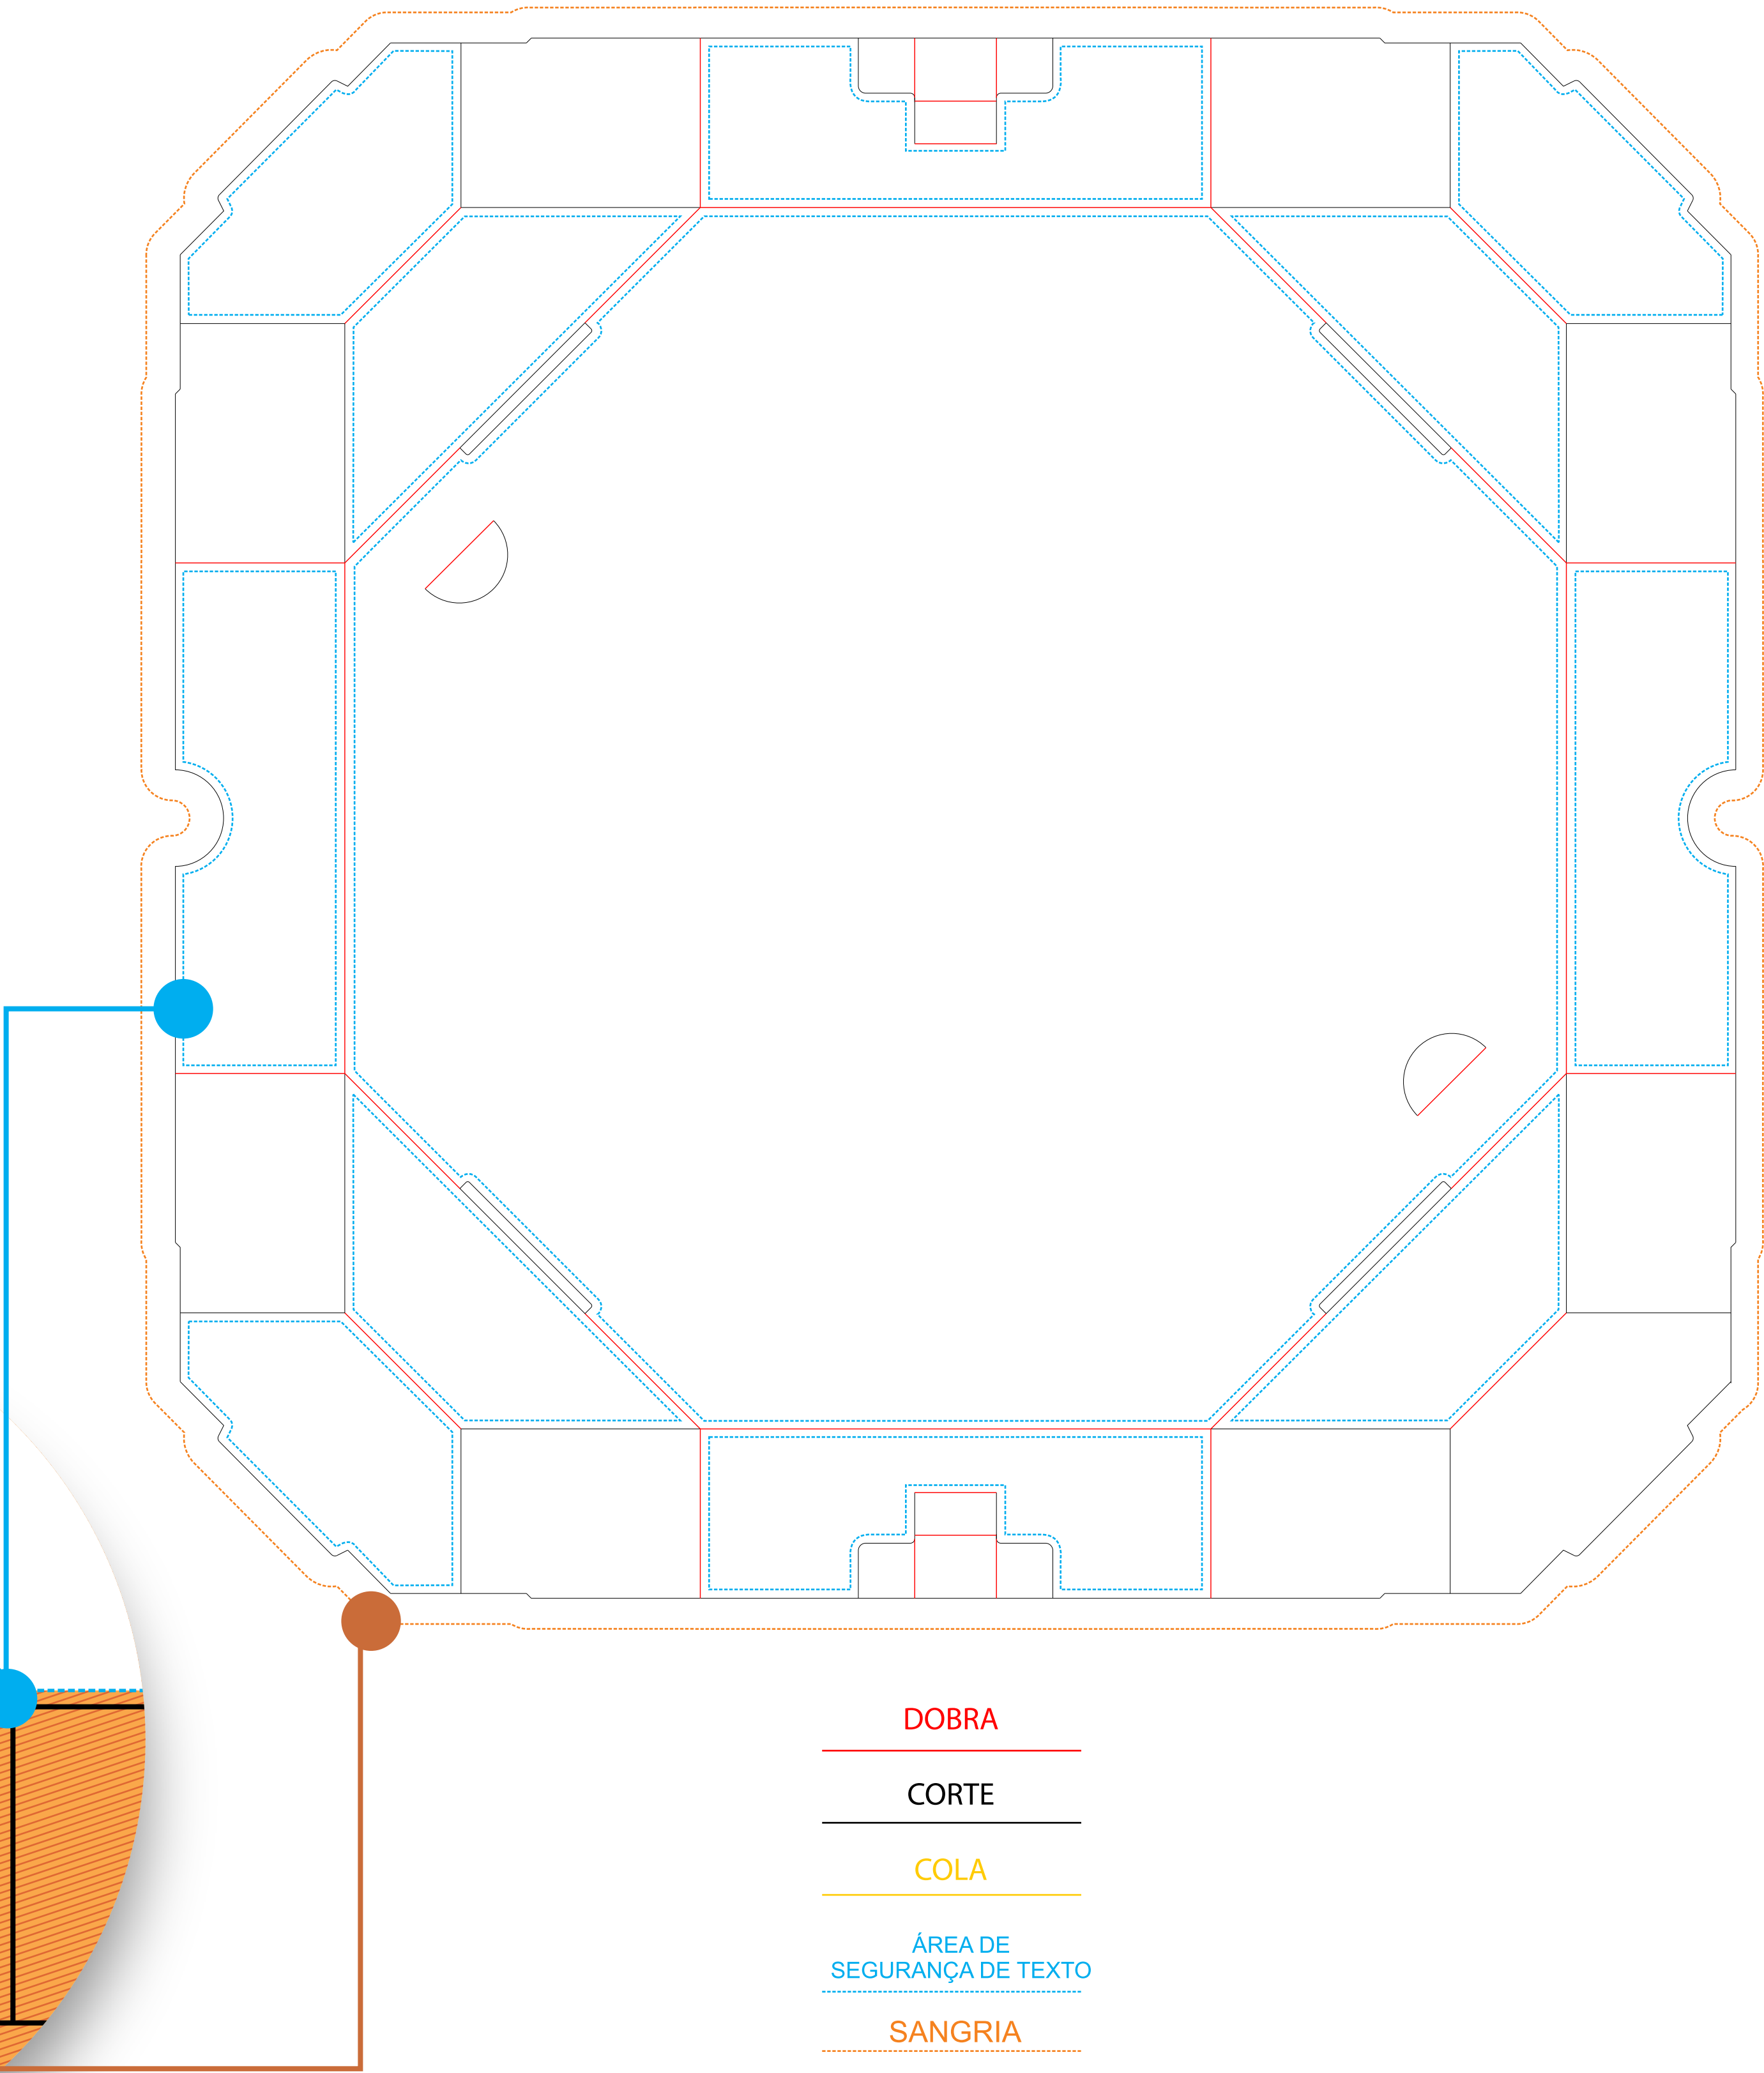 DOBRA
CORTE
COLA
ÁREA DE
SEGURANÇA DE TEXTO
SANGRIA